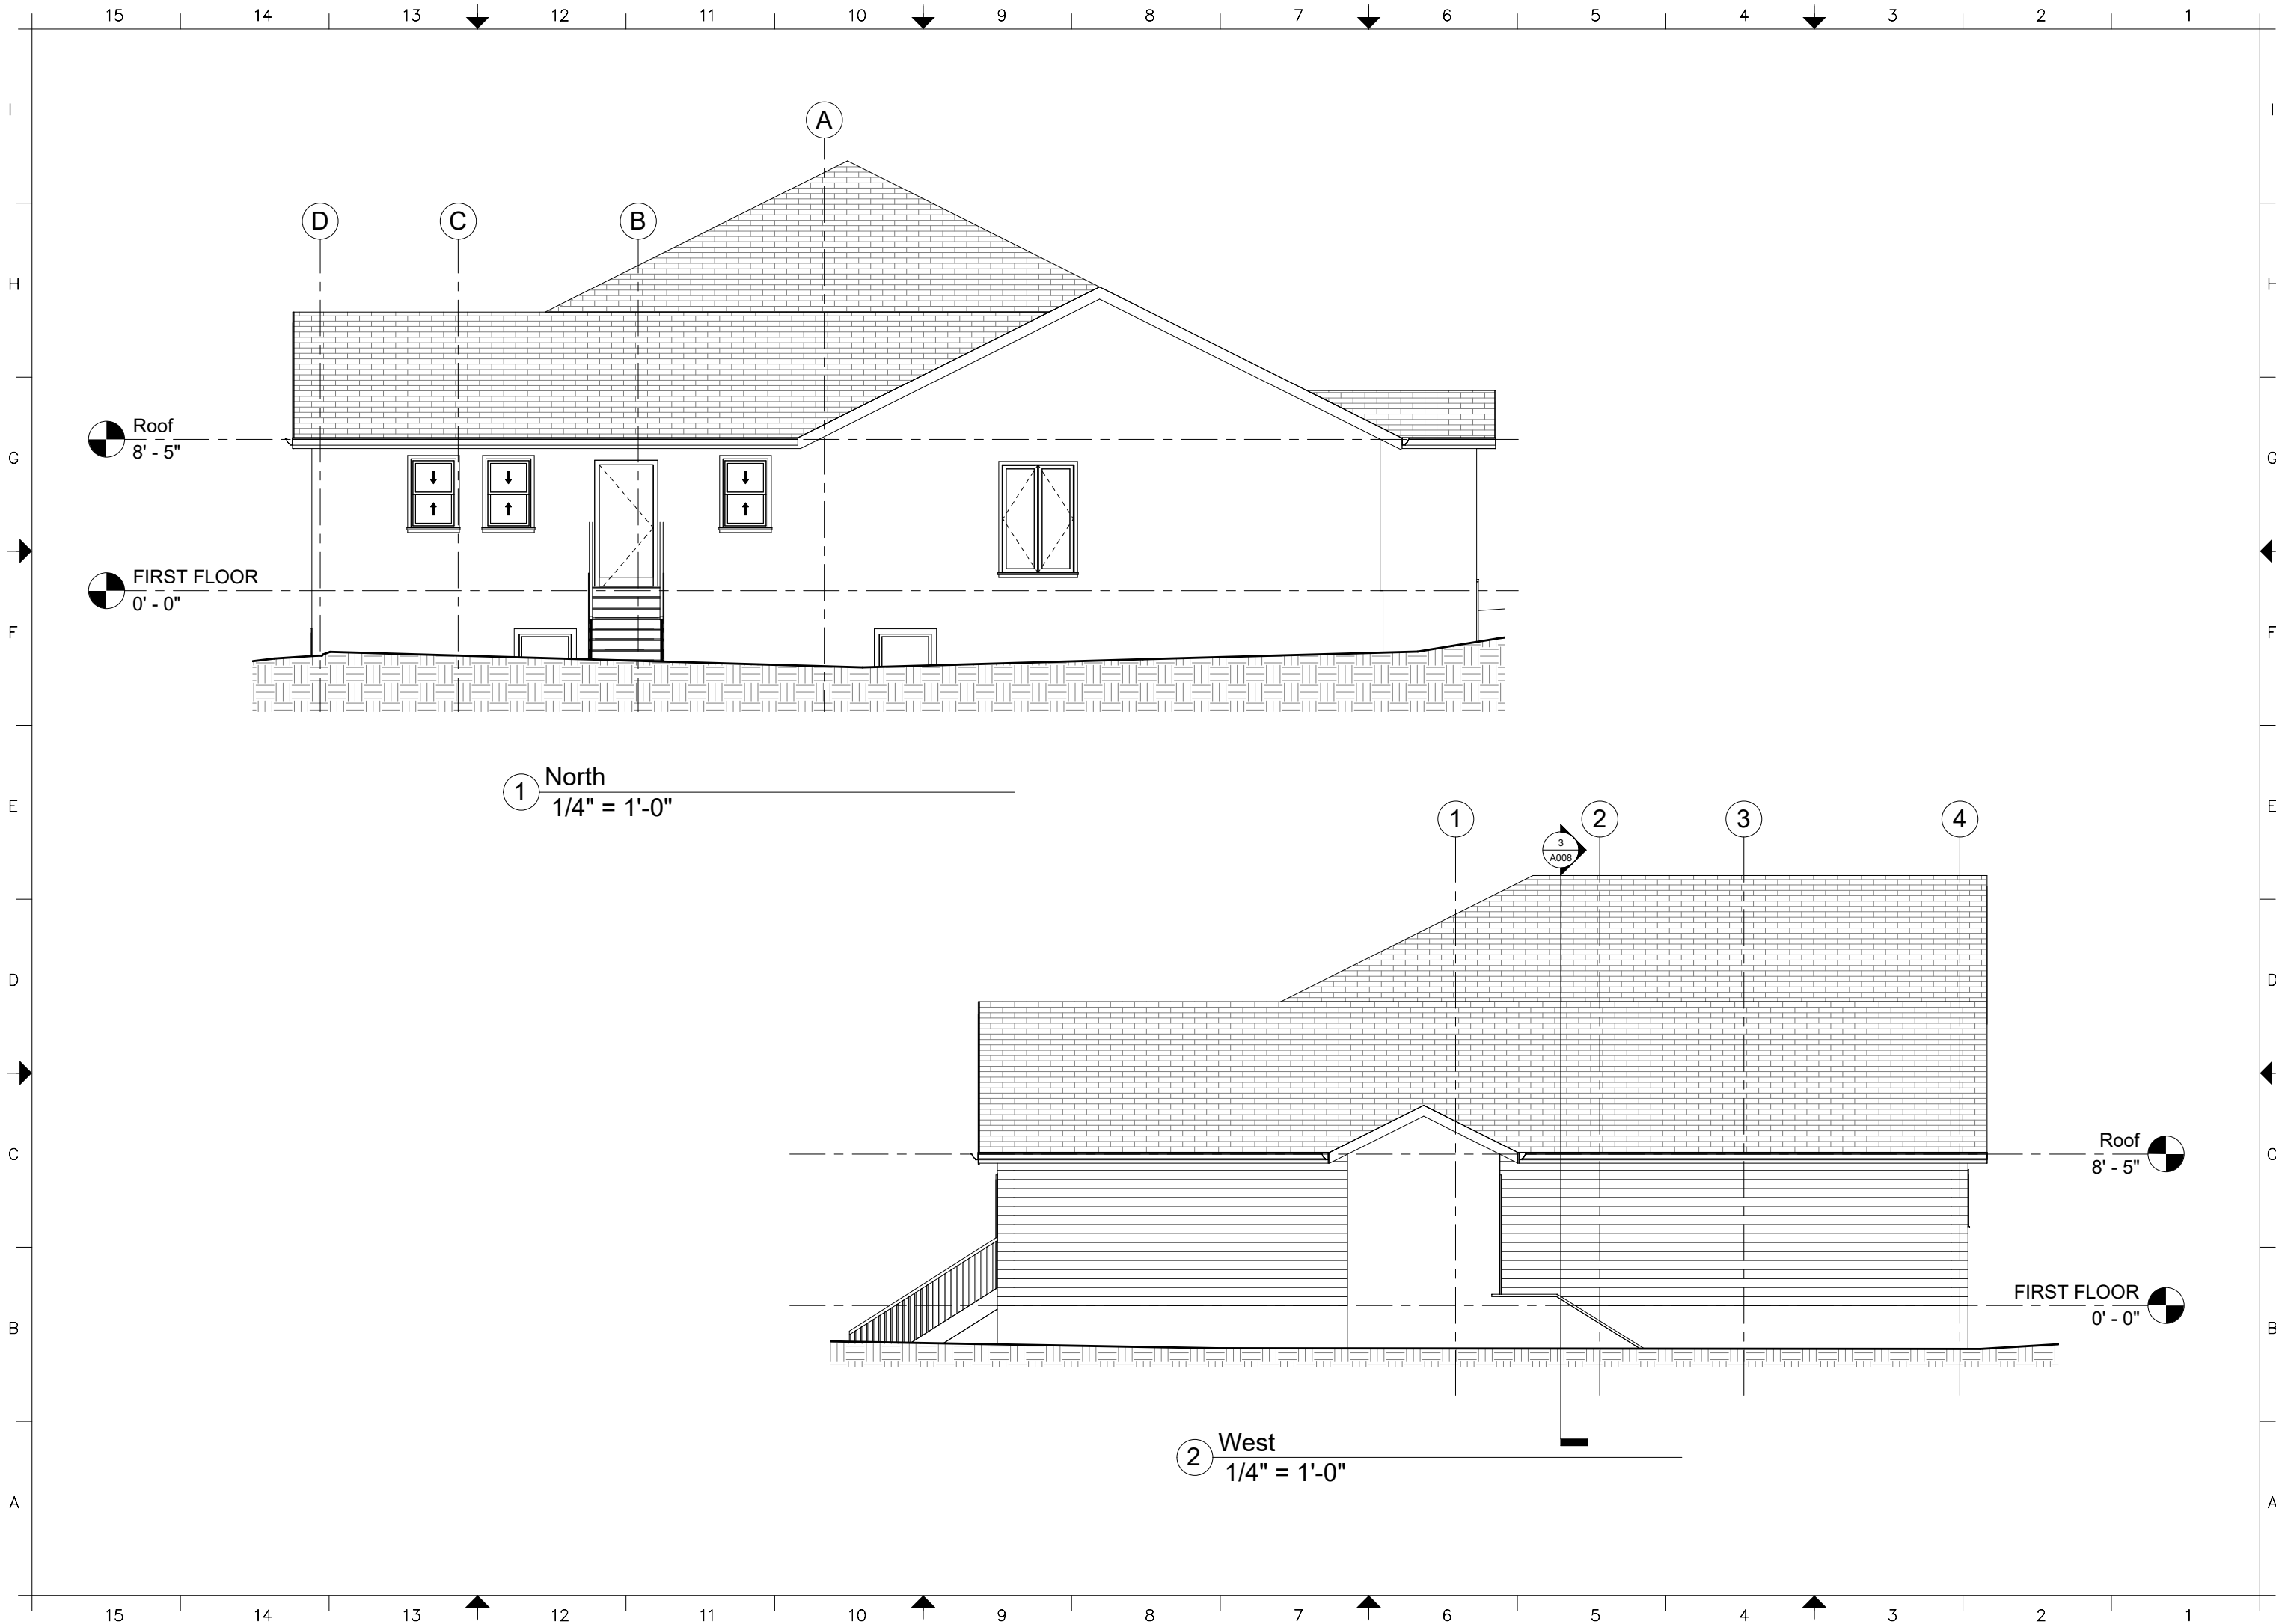 15 14 13 12 11 10 9 8 7 6 5 4 3 2 1
I I
A
D C B
H H
Roof
8' - 5"
G G
FIRST FLOOR
0' - 0"
F F
1 North
1/4" = 1'-0"
E E
1 2 3 4
3
A008
D D
C C
Roof
8' - 5"
FIRST FLOOR
0' - 0"
B B
2 West
1/4" = 1'-0"
A A
15 14 13 12 11 10 9 8 7 6 5 4 3 2 1